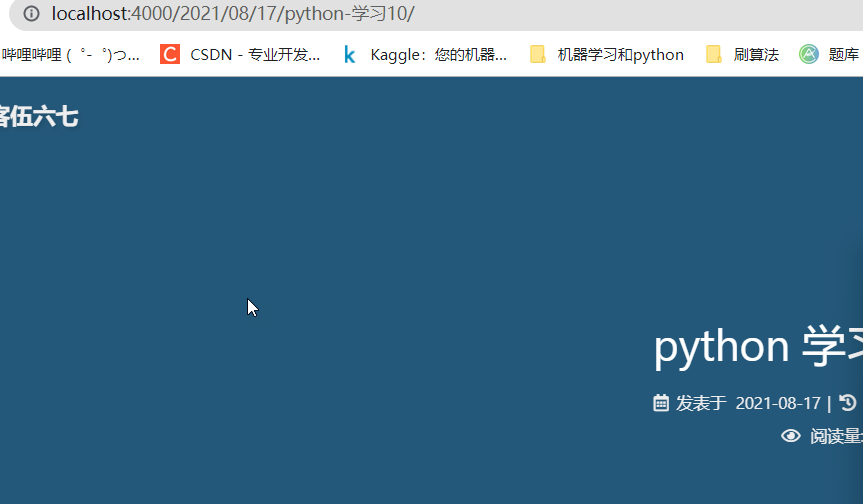 localhost:4000/2021/08/17/python-学习10/
哔哩哔哩 (゜-゜)つ... CSDN - 专业开发... Kaggle：您的机器... 机器学习和python 刷算法 题库
客伍六七
python 学习
发表于 2021-08-17 |
阅读量: